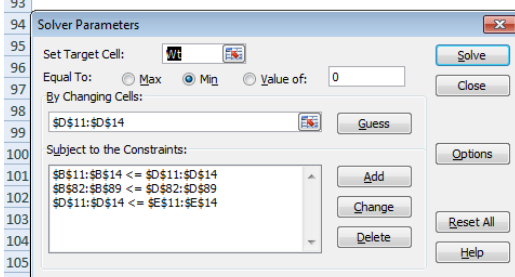 93
94
Solver Parameters
95
Set Target Cell: Wt
Solve
96
Equal To: Max Min Value of: 0
97
Close
By Changing Cells:
98
$D$11:$D$14
Guess
99
100
Subject to the Constraints:
Options
101
$B$11:$B$14 <= $D$11:$D$14
Add
102
$B$82:$B$89 <= $D$82:$D$89
$D$11:$D$14 <= $E$11:$E$14
Change
103
Reset All
104
Delete
105
Help